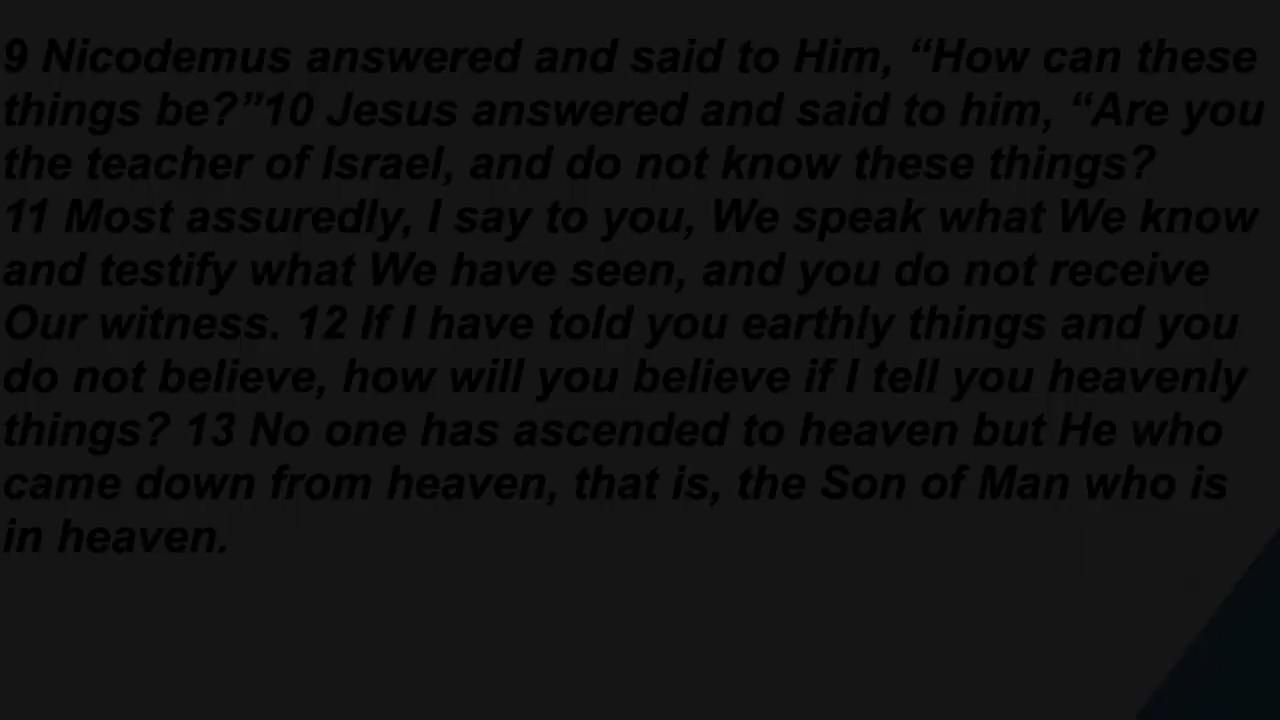 9 Nicodemus answered and said to Him, “How can these
things be?”10 Jesus answered and said to him, “Are you
the teacher of Israel, and do not know these things?
11 Most assuredly, I say to you, We speak what We know
and testify what We have seen, and you do not receive
Our witness. 12 If I have told you earthly things and you
do not believe, how will you believe if I tell you heavenly
things? 13 No one has ascended to heaven but He who
came down from heaven, that is, the Son of Man who is
in heaven.